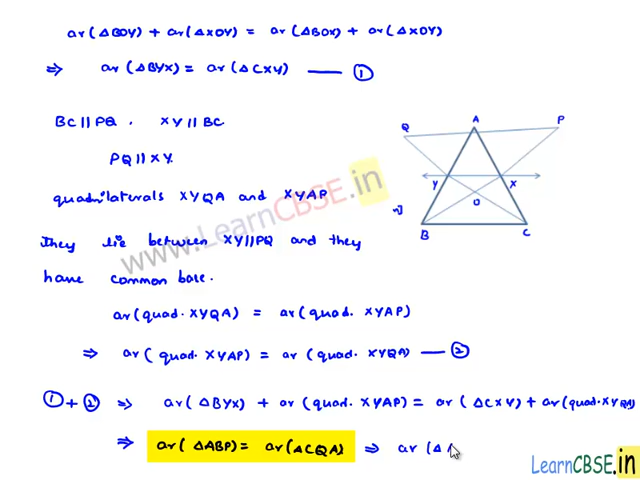 ar(ΔBOY) + ar(ΔXOY) = ar(ΔBOX) + ar(ΔXOY)
⇒ ar(ΔBYX) = ar(ΔCXY) —— ①
BC||PQ . XY||BC
PQ||XY.
quadrilaterals XYQA and XYAP
They lie between XY||PQ and they
have common base.
ar(quad. XYQA) = ar(quad. XYAP)
⇒ ar(quad. XYAP) = ar(quad. XYQA) —— ②
①+② ⇒ ar(ΔBYX) + ar(quad. XYAP) = ar(ΔCXY) + ar(quad. XYQA)
⇒ ar(ΔABP) = ar(ΔCQA) ⇒ ar(Δ
Q A P
Y X
O
B C
www.LearnCBSE.in
LearnCBSE.in